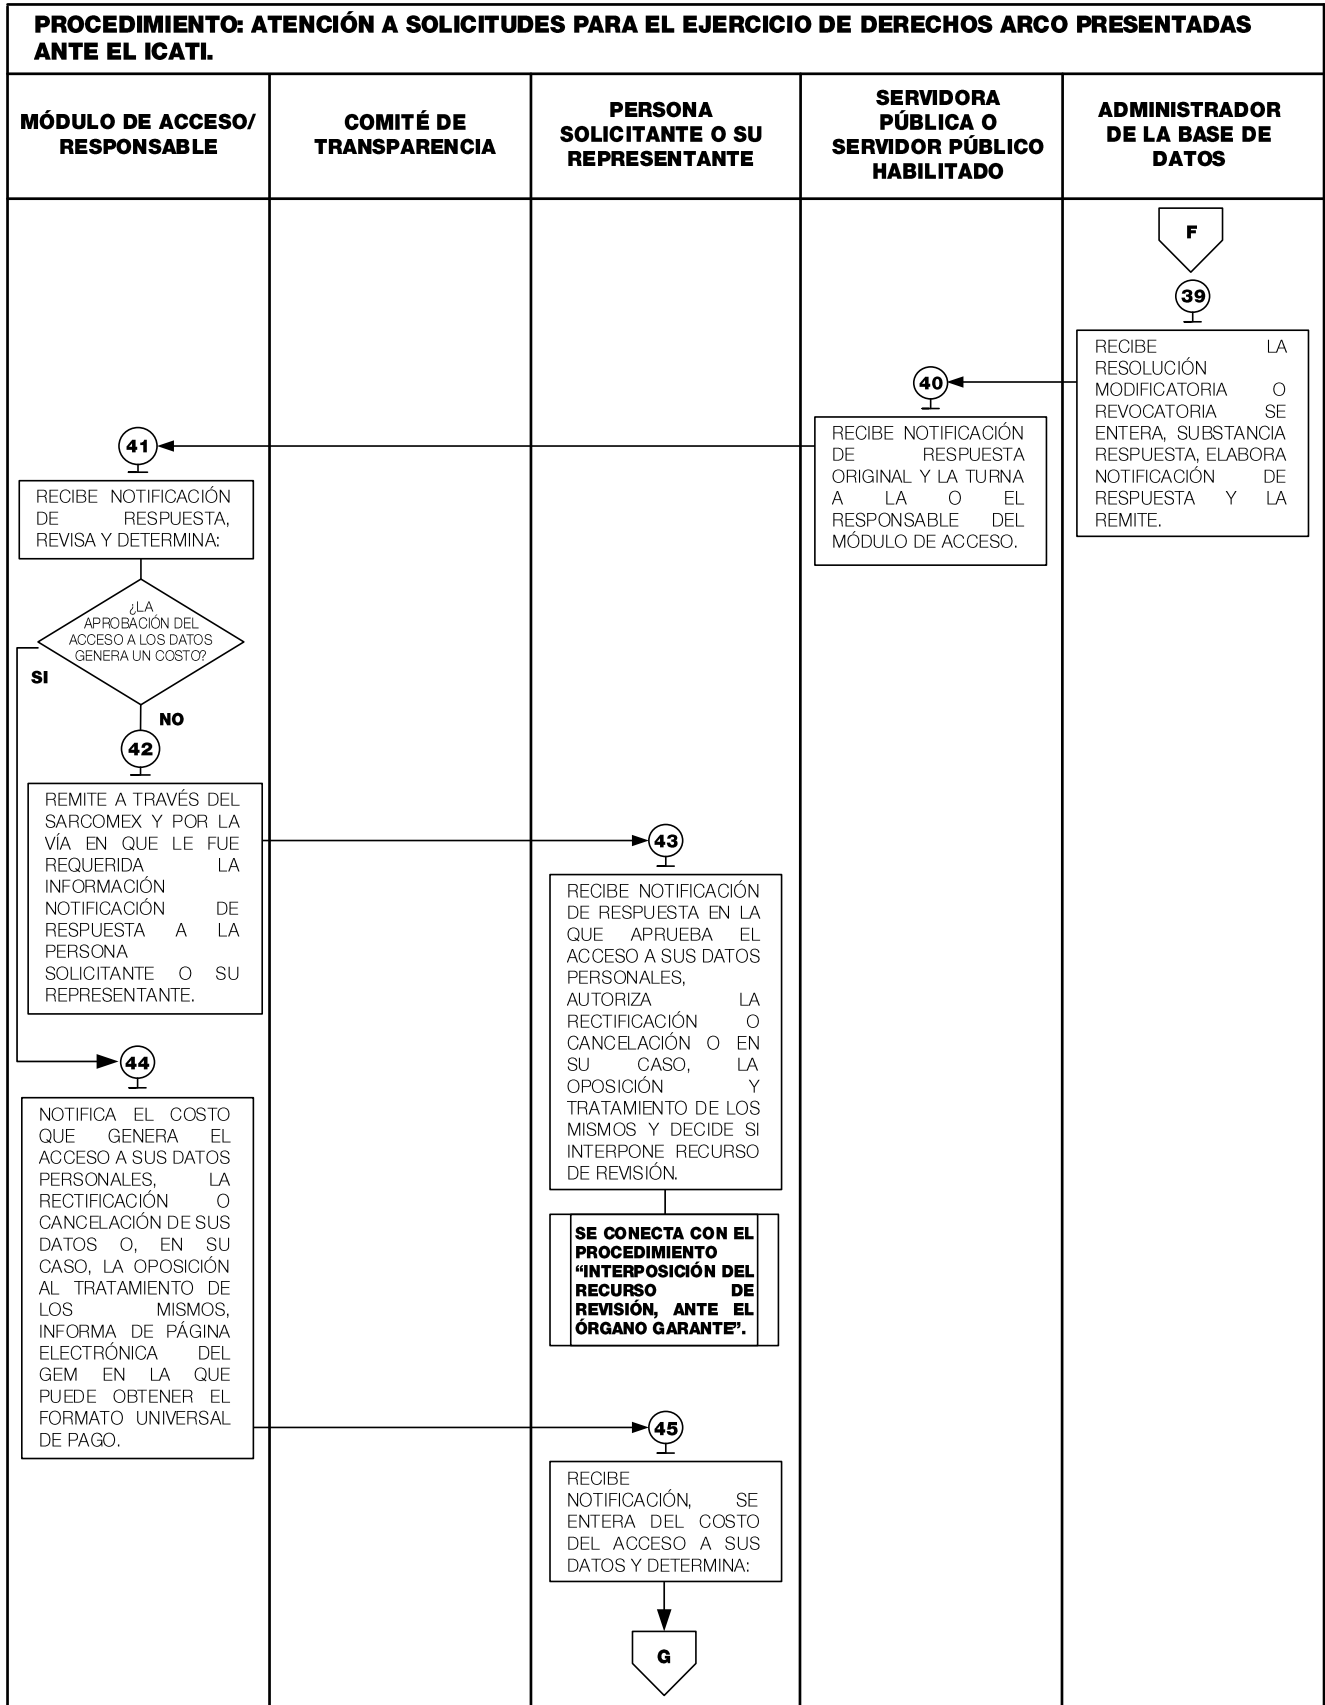 PROCEDIMIENTO: ATENCIÓN A SOLICITUDES PARA EL EJERCICIO DE DERECHOS ARCO PRESENTADAS
ANTE EL ICATI.
MÓDULO DE ACCESO/
RESPONSABLE
COMITÉ DE
TRANSPARENCIA
PERSONA
SOLICITANTE O SU
REPRESENTANTE
SERVIDORA
PÚBLICA O
SERVIDOR PÚBLICO
HABILITADO
ADMINISTRADOR
DE LA BASE DE
DATOS
F
39
RECIBE LA
RESOLUCIÓN
MODIFICATORIA O
REVOCATORIA SE
ENTERA, SUBSTANCIA
RESPUESTA, ELABORA
NOTIFICACIÓN DE
RESPUESTA Y LA
REMITE.
40
RECIBE NOTIFICACIÓN
DE RESPUESTA
ORIGINAL Y LA TURNA
A LA O EL
RESPONSABLE DEL
MÓDULO DE ACCESO.
41
RECIBE NOTIFICACIÓN
DE RESPUESTA,
REVISA Y DETERMINA:
¿LA
APROBACIÓN DEL
ACCESO A LOS DATOS
GENERA UN COSTO?
SI
NO
42
REMITE A TRAVÉS DEL
SARCOMEX Y POR LA
VÍA EN QUE LE FUE
REQUERIDA LA
INFORMACIÓN
NOTIFICACIÓN DE
RESPUESTA A LA
PERSONA
SOLICITANTE O SU
REPRESENTANTE.
43
RECIBE NOTIFICACIÓN
DE RESPUESTA EN LA
QUE APRUEBA EL
ACCESO A SUS DATOS
PERSONALES,
AUTORIZA LA
RECTIFICACIÓN O
CANCELACIÓN O EN
SU CASO, LA
OPOSICIÓN Y
TRATAMIENTO DE LOS
MISMOS Y DECIDE SI
INTERPONE RECURSO
DE REVISIÓN.
SE CONECTA CON EL
PROCEDIMIENTO
“INTERPOSICIÓN DEL
RECURSO DE
REVISIÓN, ANTE EL
ÓRGANO GARANTE”.
44
NOTIFICA EL COSTO
QUE GENERA EL
ACCESO A SUS DATOS
PERSONALES, LA
RECTIFICACIÓN O
CANCELACIÓN DE SUS
DATOS O, EN SU
CASO, LA OPOSICIÓN
AL TRATAMIENTO DE
LOS MISMOS,
INFORMA DE PÁGINA
ELECTRÓNICA DEL
GEM EN LA QUE
PUEDE OBTENER EL
FORMATO UNIVERSAL
DE PAGO.
45
RECIBE
NOTIFICACIÓN, SE
ENTERA DEL COSTO
DEL ACCESO A SUS
DATOS Y DETERMINA:
G